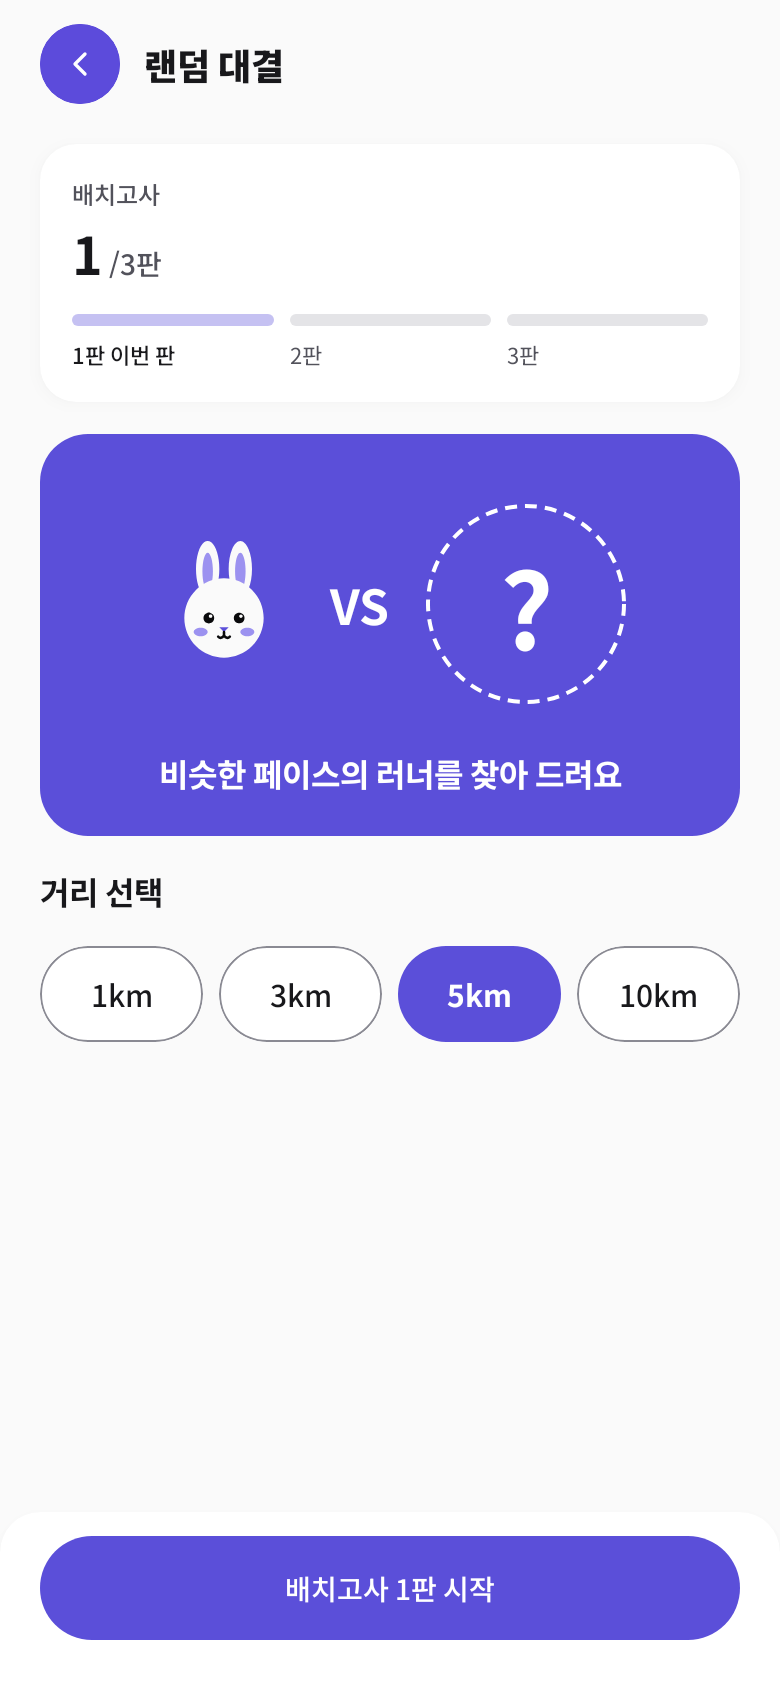 랜덤 대결
배치고사
1 /3판
1판 이번 판 2판 3판
VS ?
비슷한 페이스의 러너를 찾아 드려요
거리 선택
1km 3km 5km 10km
배치고사 1판 시작